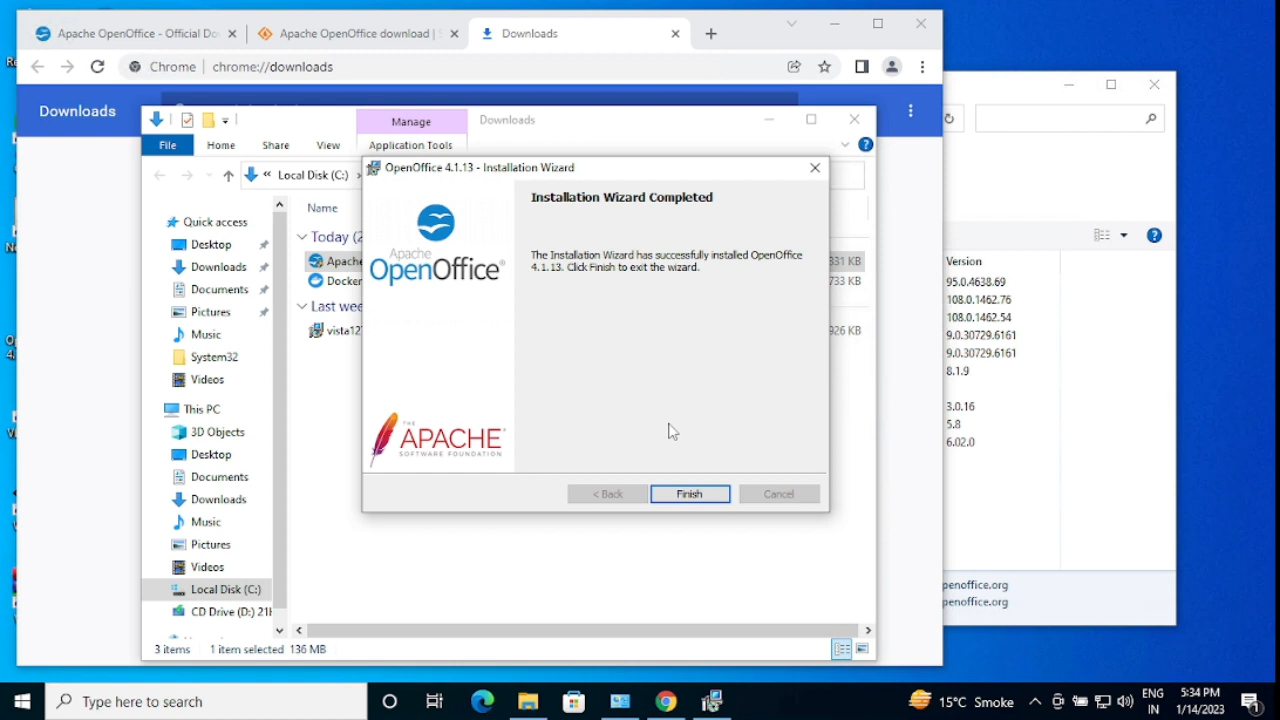 Apache OpenOffice - Official Do
Apache OpenOffice download | S
Downloads
Chrome
chrome://downloads
Downloads
Manage
Downloads
File
Home
Share
View
Application Tools
« Local Disk (C:)
OpenOffice 4.1.13 - Installation Wizard
Installation Wizard Completed
The Installation Wizard has successfully installed OpenOffice
4.1.13. Click Finish to exit the wizard.
Apache
OpenOffice
THE
APACHE
SOFTWARE FOUNDATION
< Back
Finish
Cancel
Name
Today (2
Apache
Docker
Last wee
vista12
331 KB
733 KB
926 KB
Quick access
Desktop
Downloads
Documents
Pictures
Music
System32
Videos
This PC
3D Objects
Desktop
Documents
Downloads
Music
Pictures
Videos
Local Disk (C:)
CD Drive (D:) 21H
3 items
1 item selected 136 MB
Version
95.0.4638.69
108.0.1462.76
108.0.1462.54
9.0.30729.6161
9.0.30729.6161
8.1.9
3.0.16
5.8
6.02.0
penoffice.org
penoffice.org
Type here to search
15°C Smoke
ENG
IN
5:34 PM
1/14/2023
1